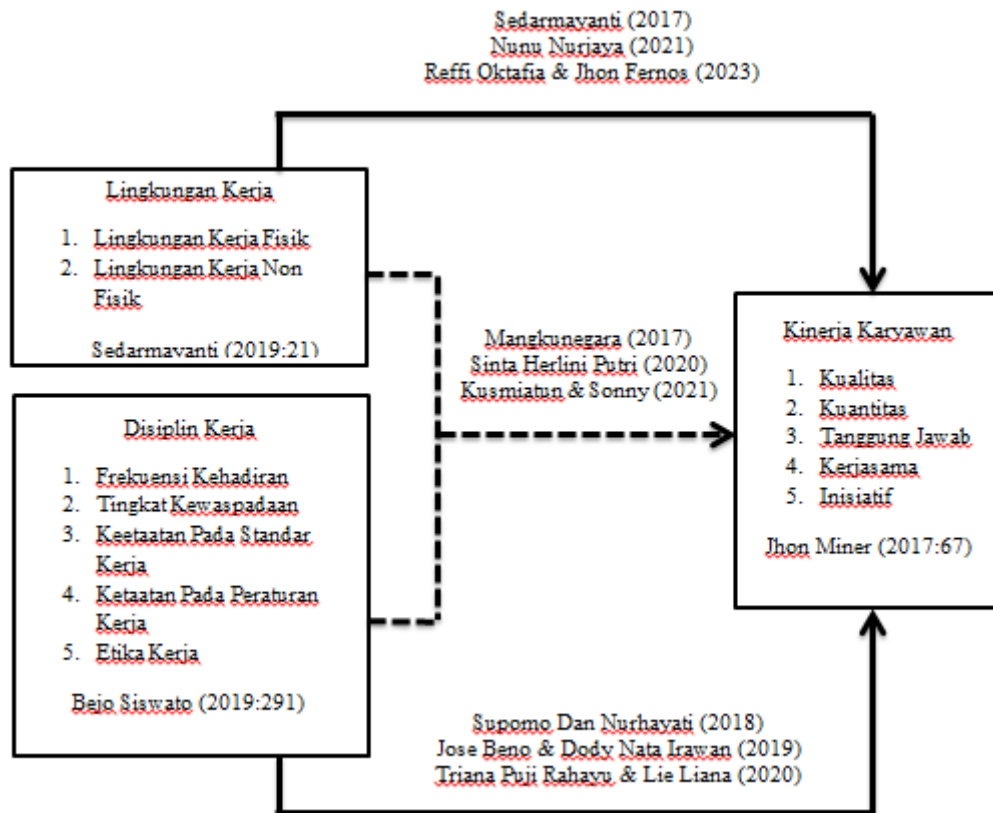 Sedarmayanti (2017)
Nunu Nurjaya (2021)
Reffi Oktafia & Jhon Fernos (2023)
Lingkungan Kerja
1. Lingkungan Kerja Fisik
2. Lingkungan Kerja Non
Fisik
Sedarmayanti (2019:21)
Mangkunegara (2017)
Sinta Herlini Putri (2020)
Kusmiatun & Sonny (2021)
Kinerja Karyawan
1. Kualitas
2. Kuantitas
3. Tanggung Jawab
4. Kerjasama
5. Inisiatif
Jhon Miner (2017:67)
Disiplin Kerja
1. Frekuensi Kehadiran
2. Tingkat Kewaspadaan
3. Keetaatan Pada Standar
Kerja
4. Ketaatan Pada Peraturan
Kerja
5. Etika Kerja
Bejo Siswato (2019:291)
Supomo Dan Nurhayati (2018)
Jose Beno & Dody Nata Irawan (2019)
Triana Puji Rahayu & Lie Liana (2020)